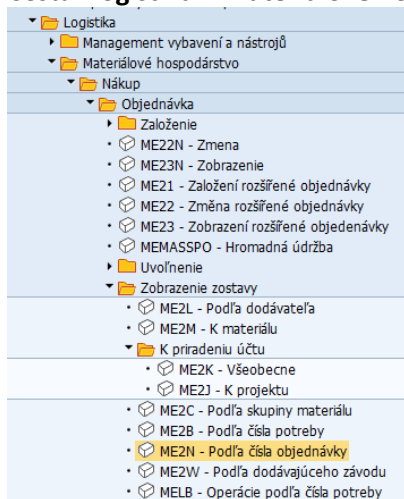 Logistika
Management vybavení a nástrojů
Materiálové hospodárstvo
Nákup
Objednávka
Založenie
ME22N - Zmena
ME23N - Zobrazenie
ME21 - Založení rozšířené objednávky
ME22 - Změna rozšířené objednávky
ME23 - Zobrazení rozšířené objedenávky
MEMASSPO - Hromadná údržba
Uvoľnenie
Zobrazenie zostavy
ME2L - Podľa dodávateľa
ME2M - K materiálu
K priradeniu účtu
ME2K - Všeobecne
ME2J - K projektu
ME2C - Podľa skupiny materiálu
ME2B - Podľa čísla potreby
ME2N - Podľa čísla objednávky
ME2W - Podľa dodávajúceho závodu
MELB - Operácie podľa čísla potreby